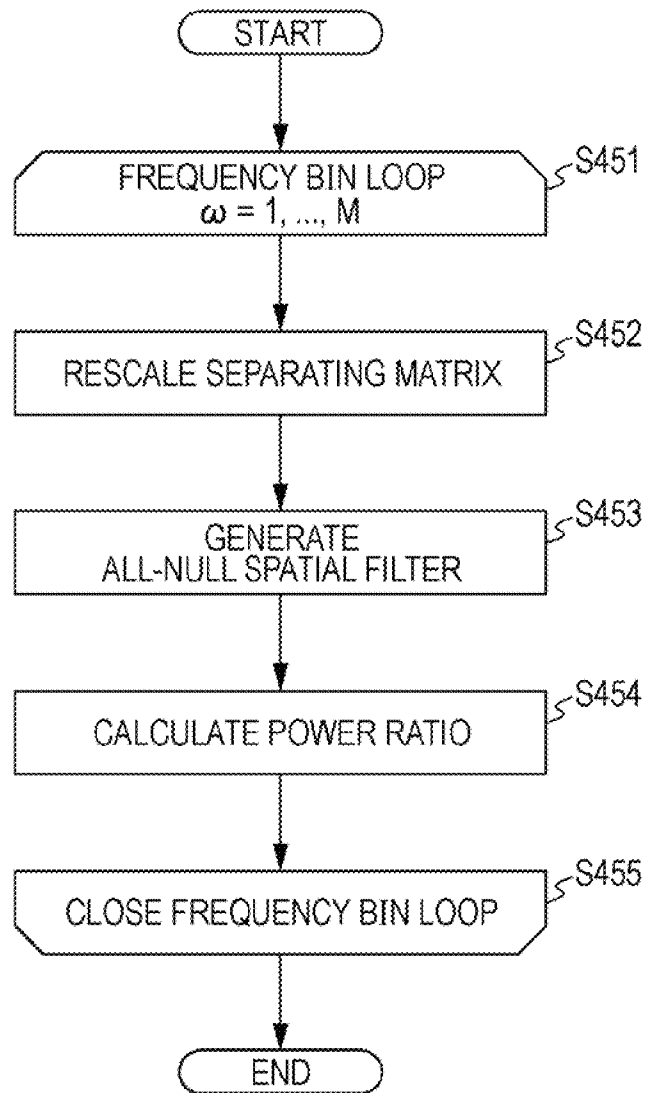 START
FREQUENCY BIN LOOP
ω = 1, ..., M
S451
RESCALE SEPARATING MATRIX
S452
GENERATE
ALL-NULL SPATIAL FILTER
S453
CALCULATE POWER RATIO
S454
CLOSE FREQUENCY BIN LOOP
S455
END